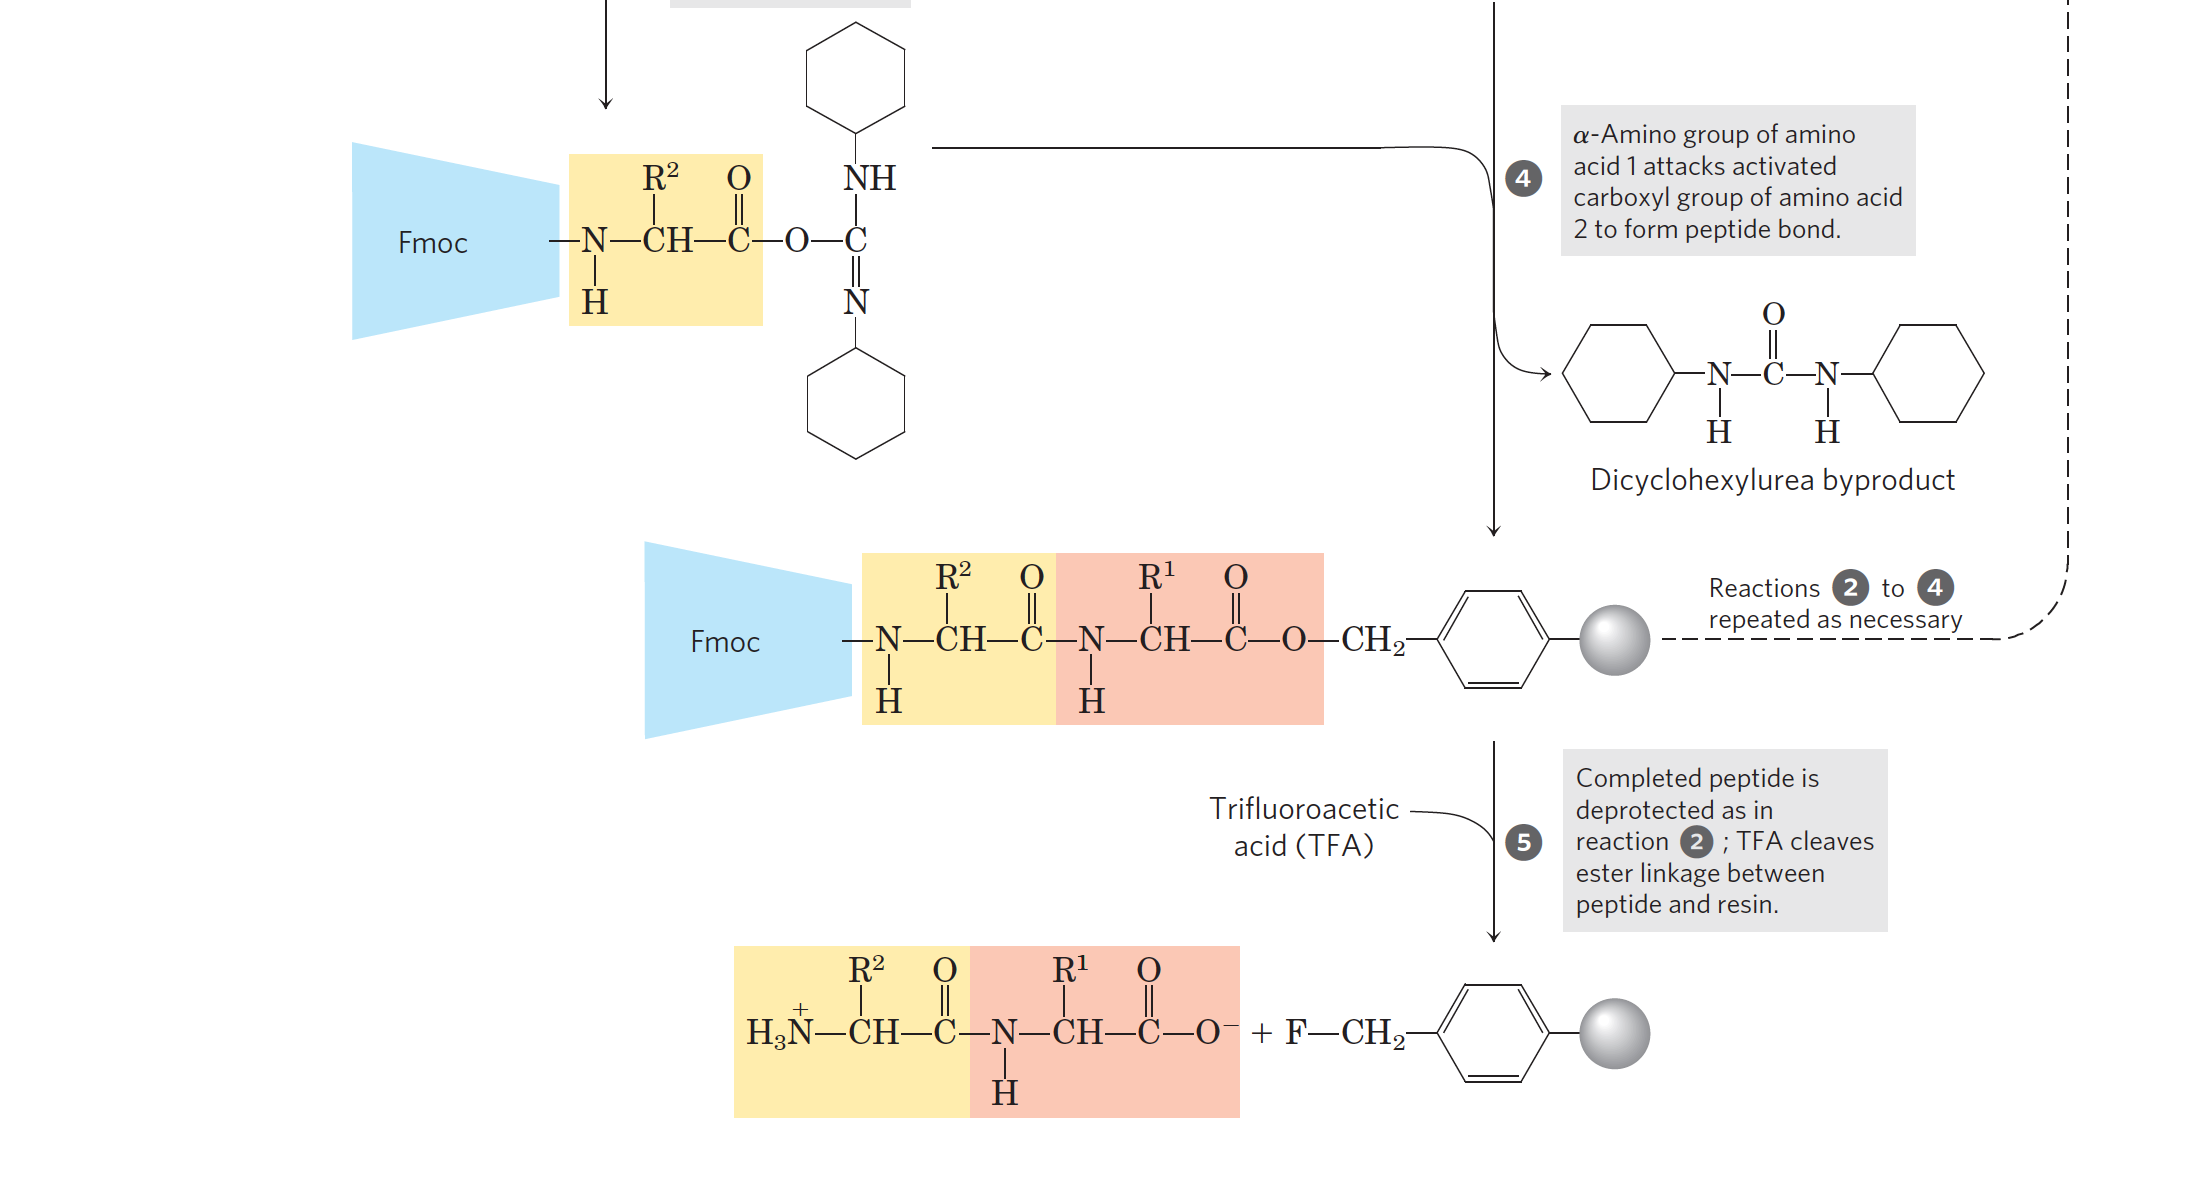 R² O NH
Fmoc N CH C O C
H N
4
α-Amino group of amino
acid 1 attacks activated
carboxyl group of amino acid
2 to form peptide bond.
O
N C N
H H
Dicyclohexylurea byproduct
R² O R¹ O
Fmoc N CH C N CH C O CH₂
H H
Reactions 2 to 4
repeated as necessary
Trifluoroacetic
acid (TFA)
5
Completed peptide is
deprotected as in
reaction 2 ; TFA cleaves
ester linkage between
peptide and resin.
R² O R¹ O
H₃N⁺ CH C N CH C O⁻ + F CH₂
H